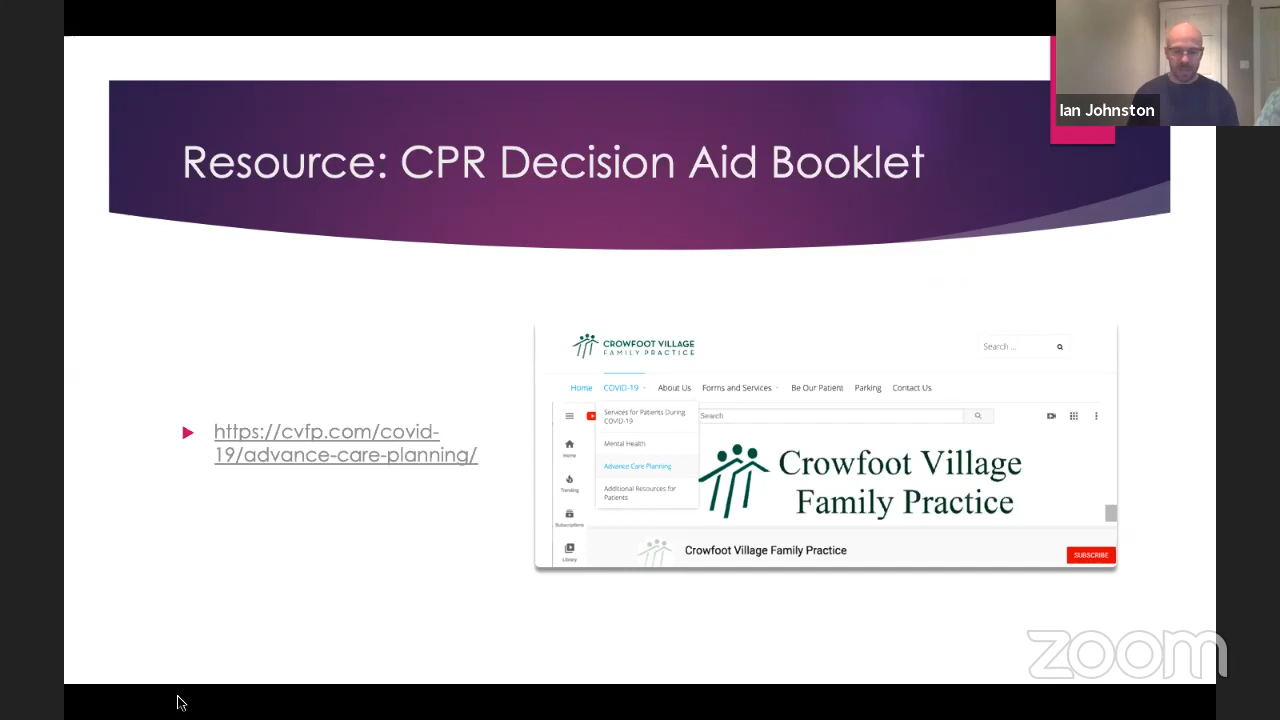 Ian Johnston
Resource: CPR Decision Aid Booklet
https://cvfp.com/covid-
19/advance-care-planning/
CROWFOOT VILLAGE
FAMILY PRACTICE
Search ...
Home COVID-19 About Us Forms and Services Be Our Patient Parking Contact Us
Services for Patients During
COVID-19
Mental Health
Advance Care Planning
Additional Resources for
Patients
Search
Home
Trending
Subscriptions
Library
Crowfoot Village
Family Practice
Crowfoot Village Family Practice
SUBSCRIBE
zoom